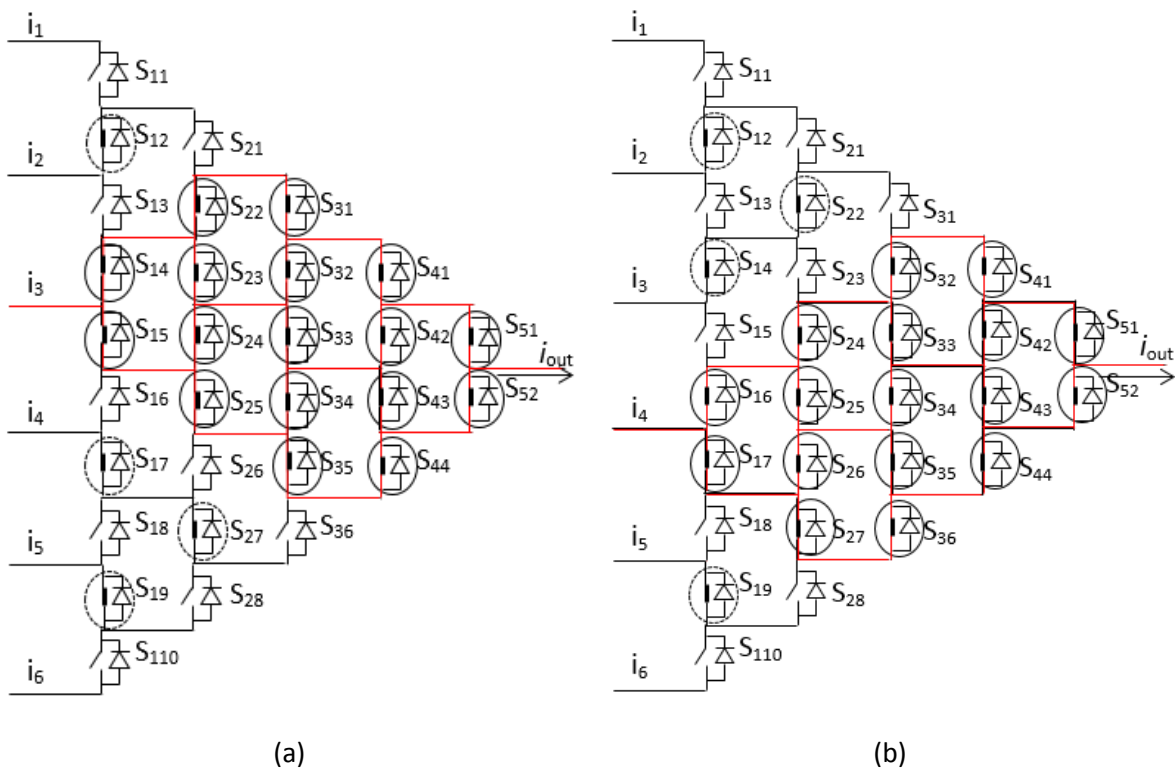 i1
S11
S12
S21
i2
S13
S22
S31
S14
S23
S32
S41
i3
S15
S24
S33
S42
S51
iout
S16
S25
S34
S43
S52
i4
S17
S26
S35
S44
S18
S27
S36
i5
S19
S28
S110
i6
(a)
i1
S11
S12
S21
i2
S13
S22
S31
S14
S23
S32
S41
i3
S15
S24
S33
S42
S51
iout
S16
S25
S34
S43
S52
i4
S17
S26
S35
S44
S18
S27
S36
i5
S19
S28
S110
i6
(b)